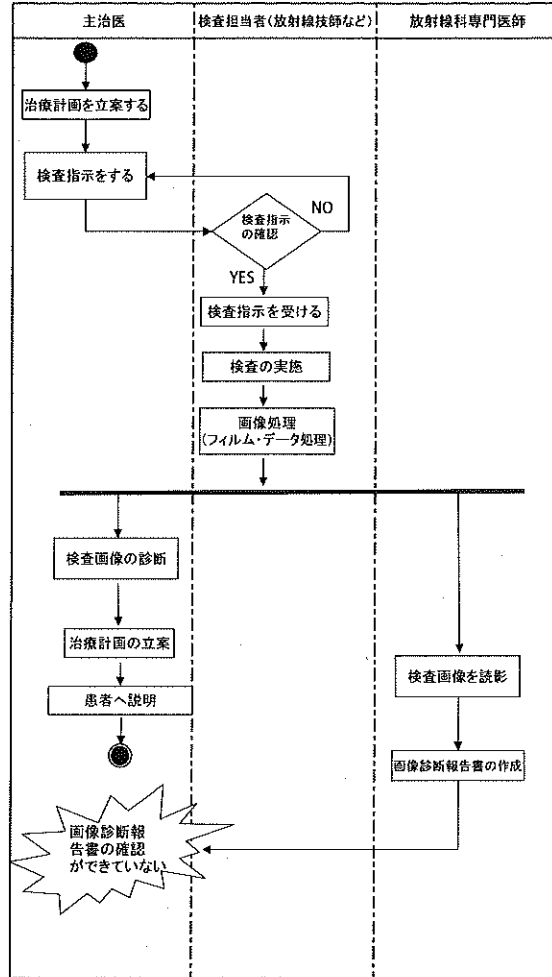 主治医
検査担当者(放射線技師など)
放射線科専門医師
治療計画を立案する
検査指示をする
検査指示
の確認
NO
YES
検査指示を受ける
検査の実施
画像処理
(フィルム・データ処理)
検査画像の診断
治療計画の立案
患者へ説明
検査画像を読影
画像診断報告書の作成
画像診断報
告書の確認
ができていない